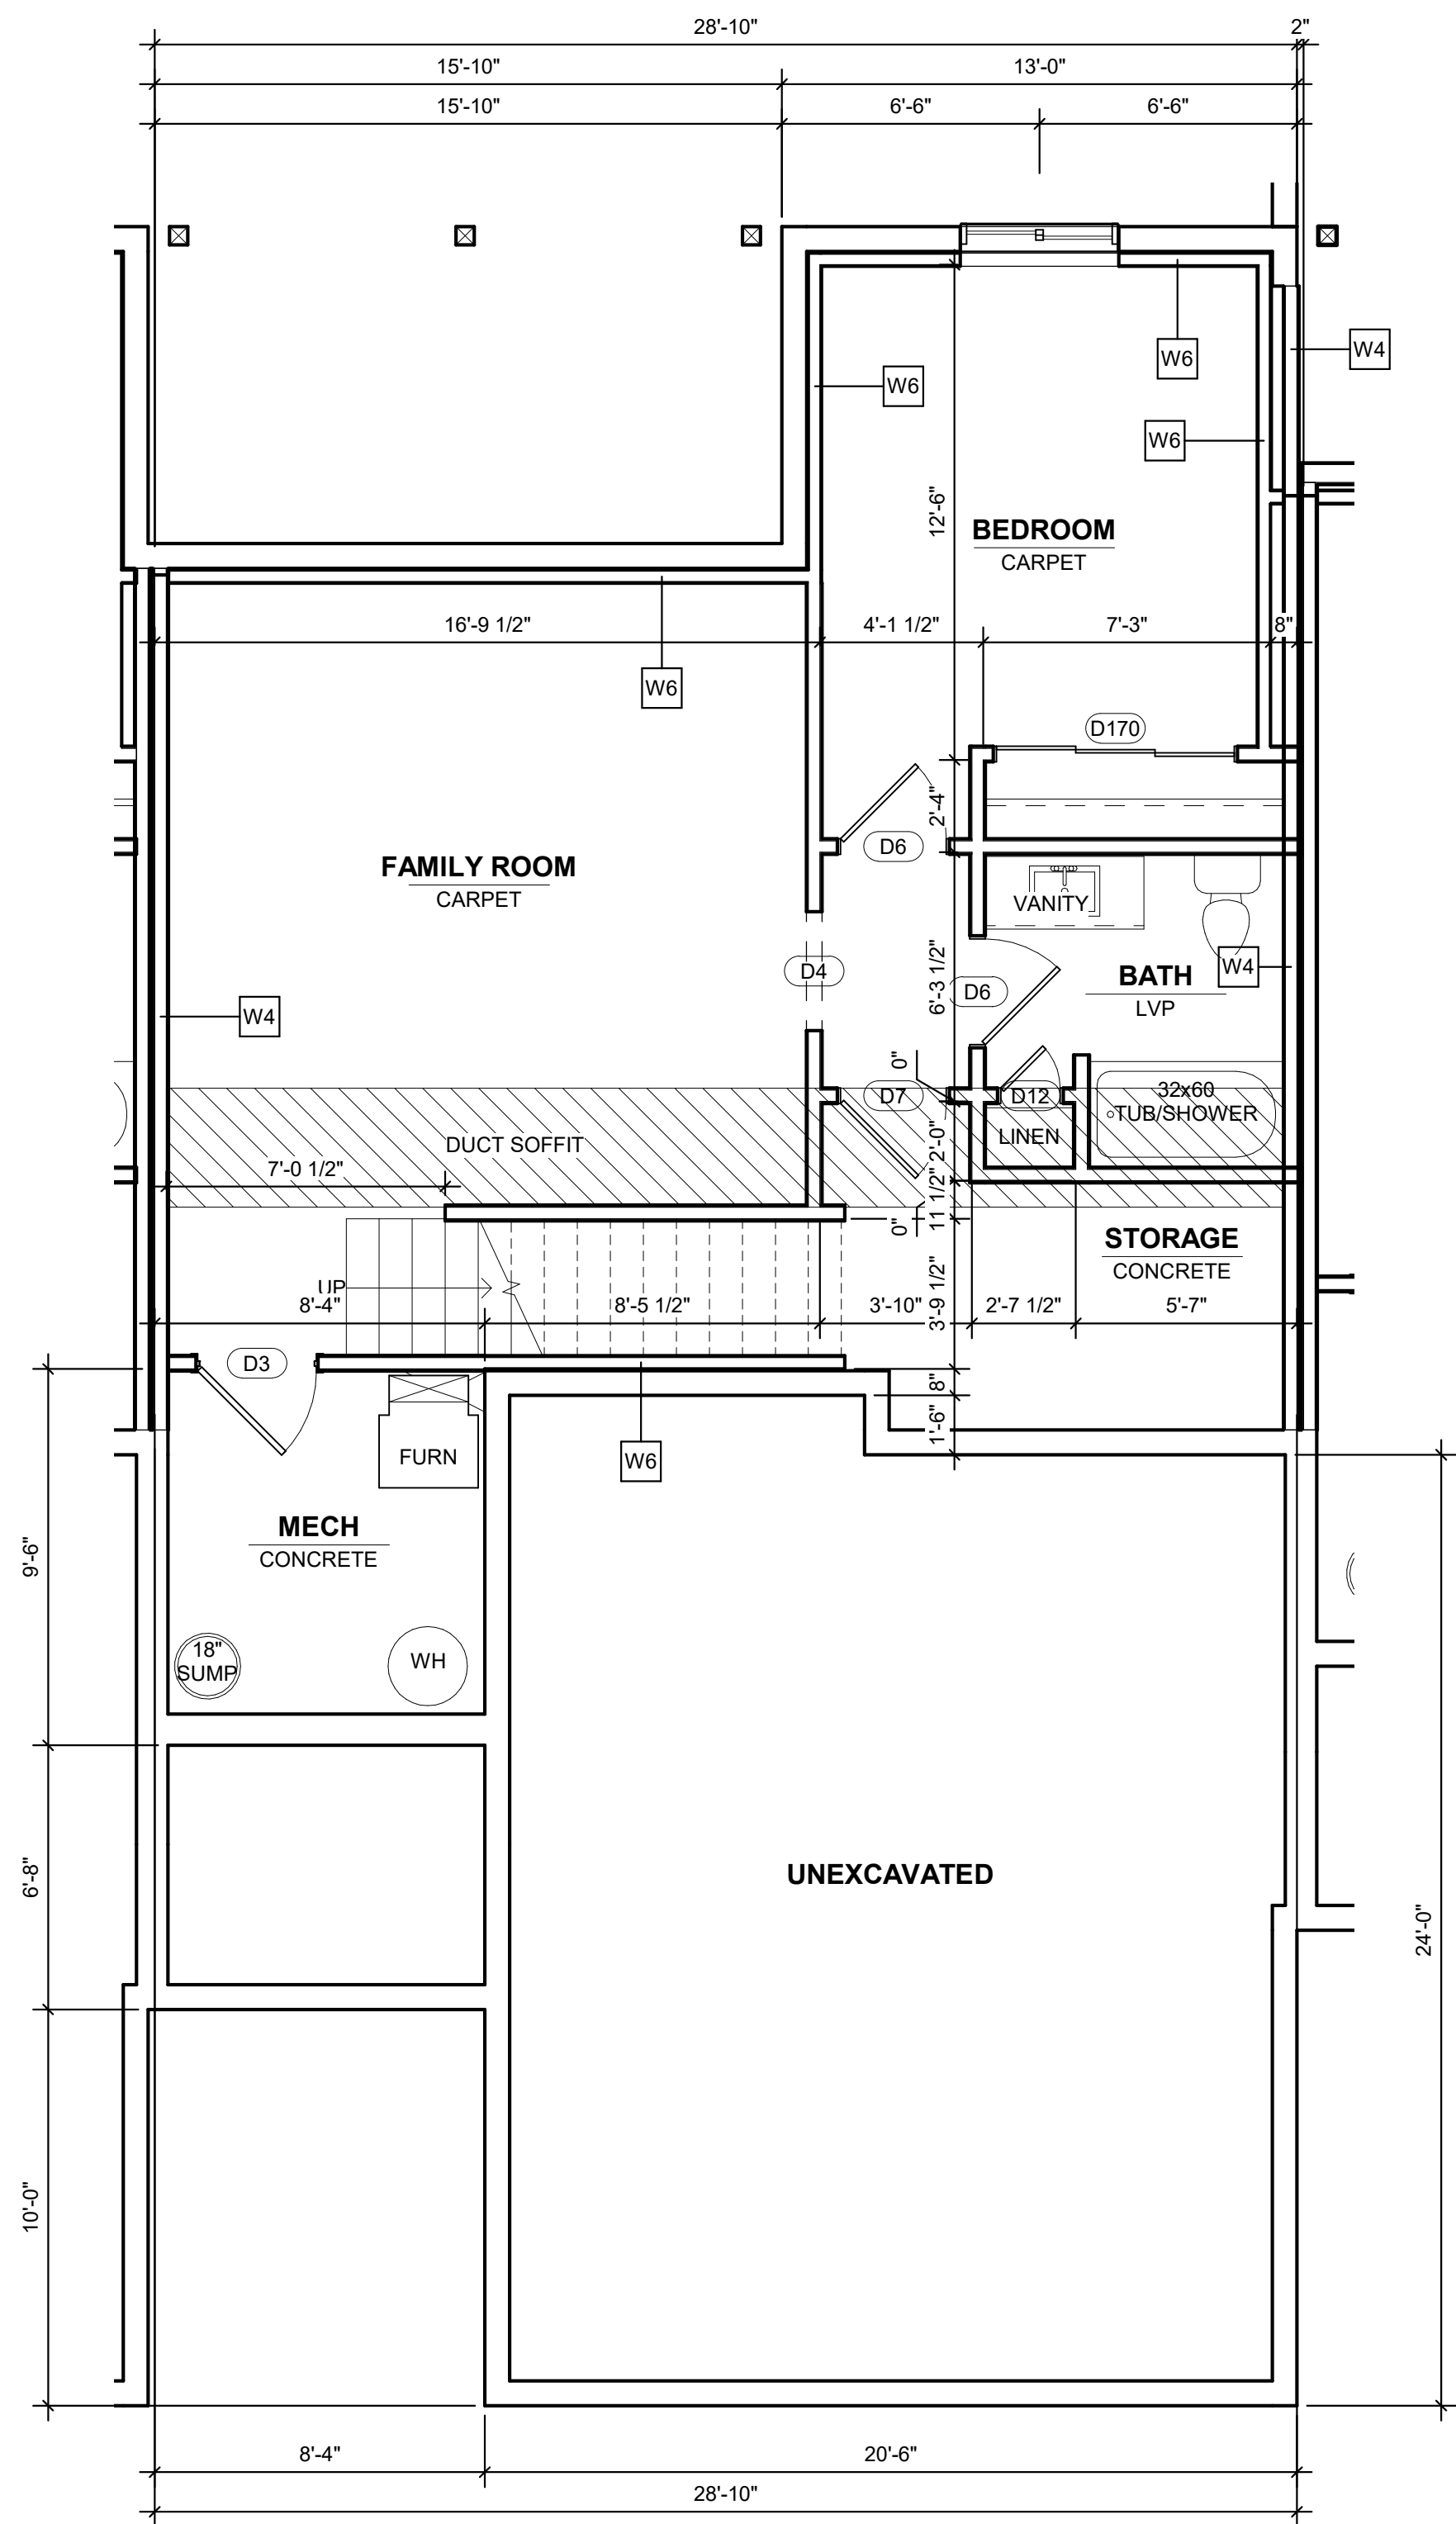 28'-10"
2"
15'-10"
13'-0"
15'-10"
6'-6"
6'-6"
W4
W6
W6
W6
12'-6"
BEDROOM
CARPET
16'-9 1/2"
4'-1 1/2"
7'-3"
8"
W6
D170
2'-4"
D6
FAMILY ROOM
CARPET
VANITY
D4
6'-3 1/2"
D6
BATH
LVP
W4
W4
0"
D7
D12
32x60
TUB/SHOWER
LINEN
DUCT SOFFIT
2'-0"
7'-0 1/2"
11 1/2"
0"
STORAGE
CONCRETE
UP
8'-4"
8'-5 1/2"
3'-10"
3'-9 1/2"
2'-7 1/2"
5'-7"
D3
8"
1'-6"
FURN
W6
MECH
CONCRETE
9'-6"
18"
SUMP
WH
UNEXCAVATED
6'-8"
24'-0"
10'-0"
8'-4"
20'-6"
28'-10"